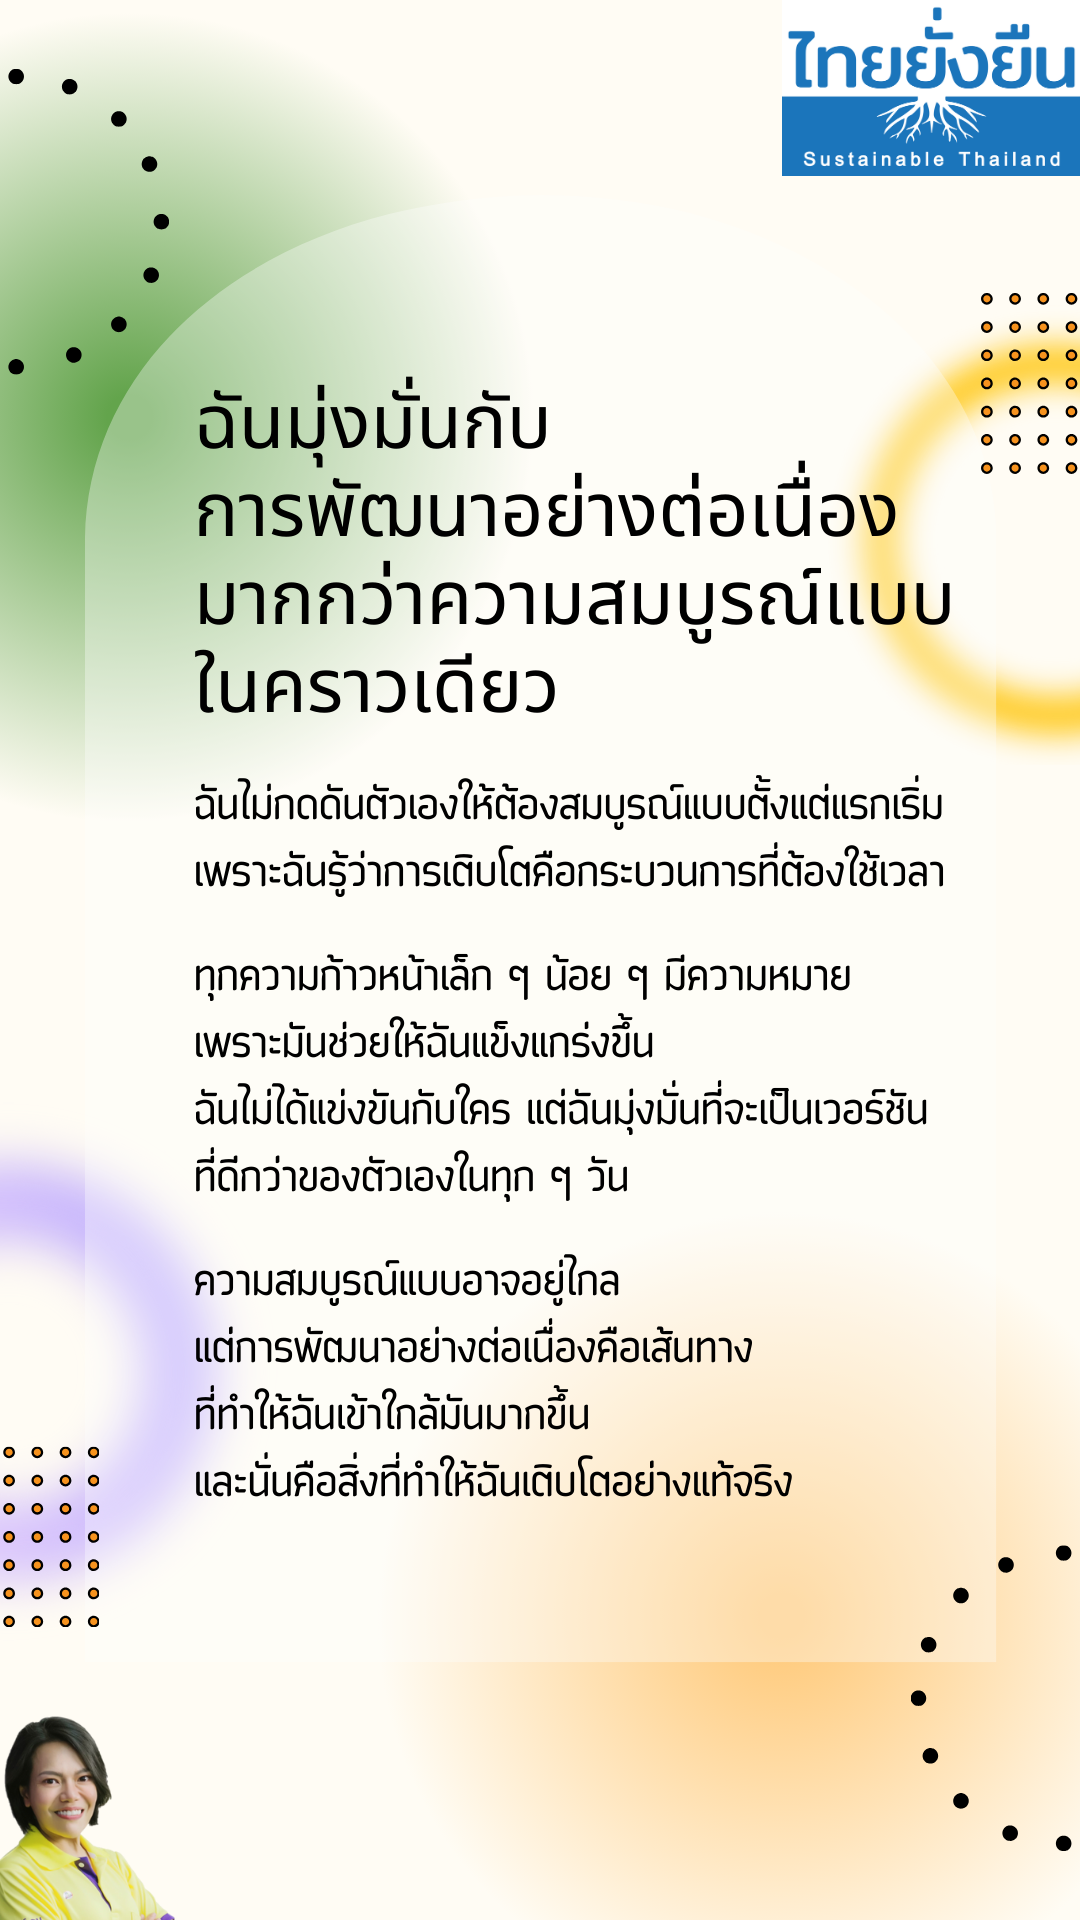 ไทยยั่งยืน
Sustainable Thailand
ฉันมุ่งมั่นกับ
การพัฒนาอย่างต่อเนื่อง
มากกว่าความสมบูรณ์แบบ
ในคราวเดียว
ฉันไม่กดดันตัวเองให้ต้องสมบูรณ์แบบตั้งแต่แรกเริ่ม
เพราะฉันรู้ว่าการเติบโตคือกระบวนการที่ต้องใช้เวลา
ทุกความก้าวหน้าเล็ก ๆ น้อย ๆ มีความหมาย
เพราะมันช่วยให้ฉันแข็งแกร่งขึ้น
ฉันไม่ได้แข่งขันกับใคร แต่ฉันมุ่งมั่นที่จะเป็นเวอร์ชัน
ที่ดีกว่าของตัวเองในทุก ๆ วัน
ความสมบูรณ์แบบอาจอยู่ไกล
แต่การพัฒนาอย่างต่อเนื่องคือเส้นทาง
ที่ทำให้ฉันเข้าใกล้มันมากขึ้น
และนั่นคือสิ่งที่ทำให้ฉันเติบโตอย่างแท้จริง